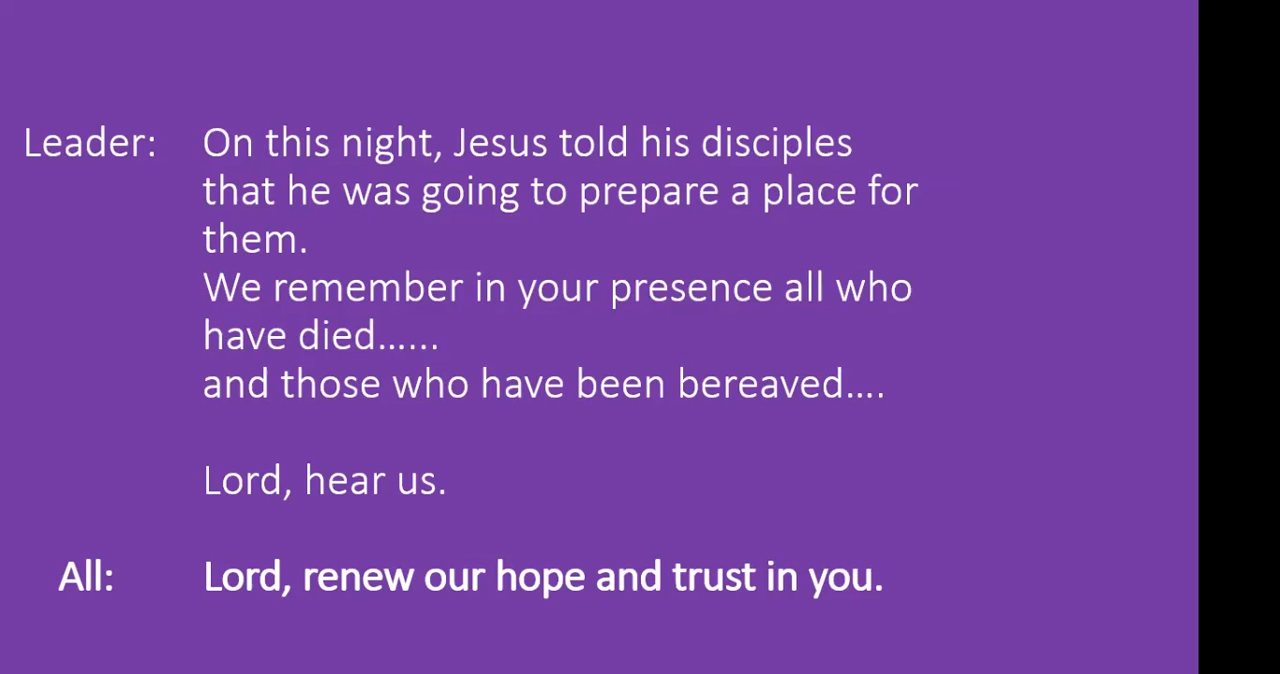 Leader: On this night, Jesus told his disciples
that he was going to prepare a place for
them.
We remember in your presence all who
have died......
and those who have been bereaved....
Lord, hear us.
All: Lord, renew our hope and trust in you.